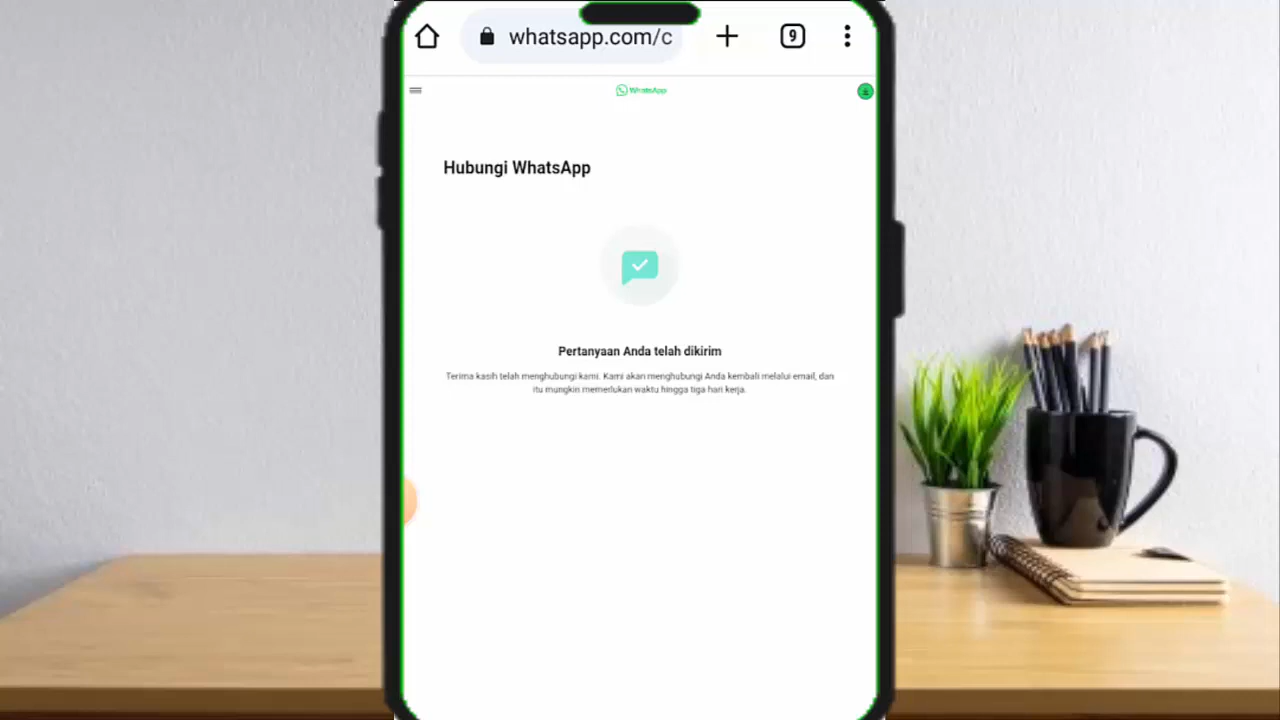 whatsapp.com/c
9
WhatsApp
Hubungi WhatsApp
Pertanyaan Anda telah dikirim
Terima kasih telah menghubungi kami. Kami akan menghubungi Anda kembali melalui email, dan
itu mungkin memerlukan waktu hingga tiga hari kerja.